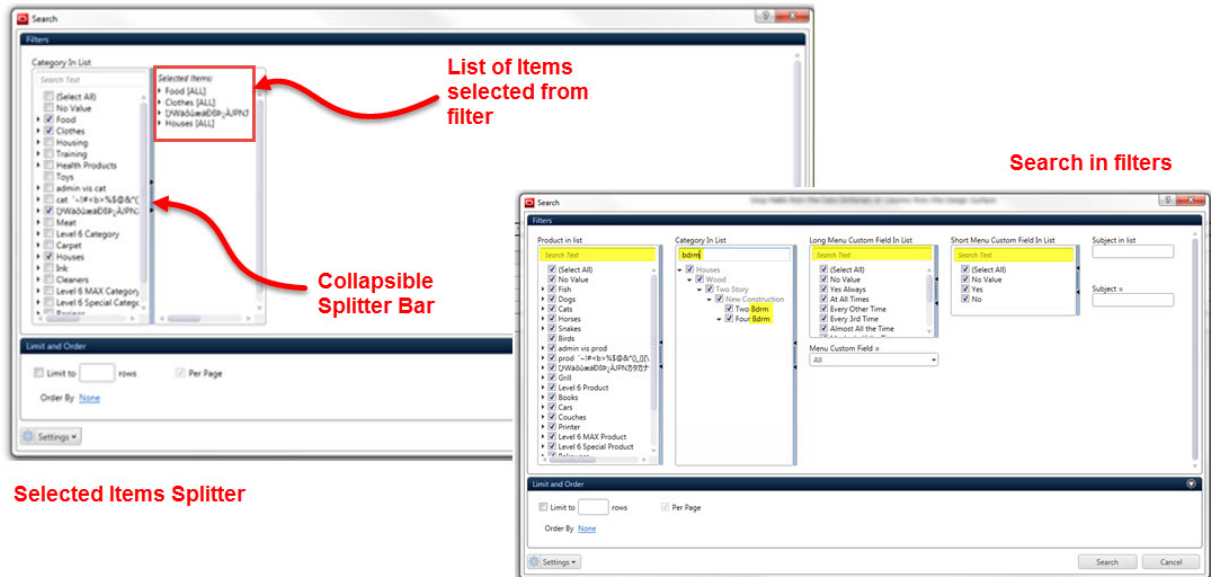 Search
Filters
Category In List
Search Text
(Select All)
No Value
Food
Clothes
Housing
Training
Health Products
Toys
admin vis cat
Meat
Level 6 Category
Carpet
Houses
Ink
Cleaners
Level 6 MAX Category
Level 6 Special Catego
Selected Items:
Food [ALL]
Clothes [ALL]
Houses [ALL]
List of Items
selected from
filter
Collapsible
Splitter Bar
Limit and Order
Limit to rows Per Page
Order By None
Settings
Selected Items Splitter
Search in filters
Search
Filters
Product in list
Search Text
(Select All)
No Value
Fish
Dogs
Cats
Horses
Snakes
Birds
admin vis prod
Grill
Level 6 Product
Books
Cars
Couches
Printer
Level 6 MAX Product
Level 6 Special Product
Category In List
bdrm
Houses
Wood
Two Story
New Construction
Two Bdrm
Four Bdrm
Long Menu Custom Field In List
Search Text
(Select All)
No Value
Yes Always
At All Times
Every Other Time
Every 3rd Time
Almost All the Time
Menu Custom Field =
All
Short Menu Custom Field In List
Search Text
(Select All)
No Value
Yes
No
Subject in list
Subject =
Limit and Order
Limit to rows Per Page
Order By None
Settings
Search Cancel